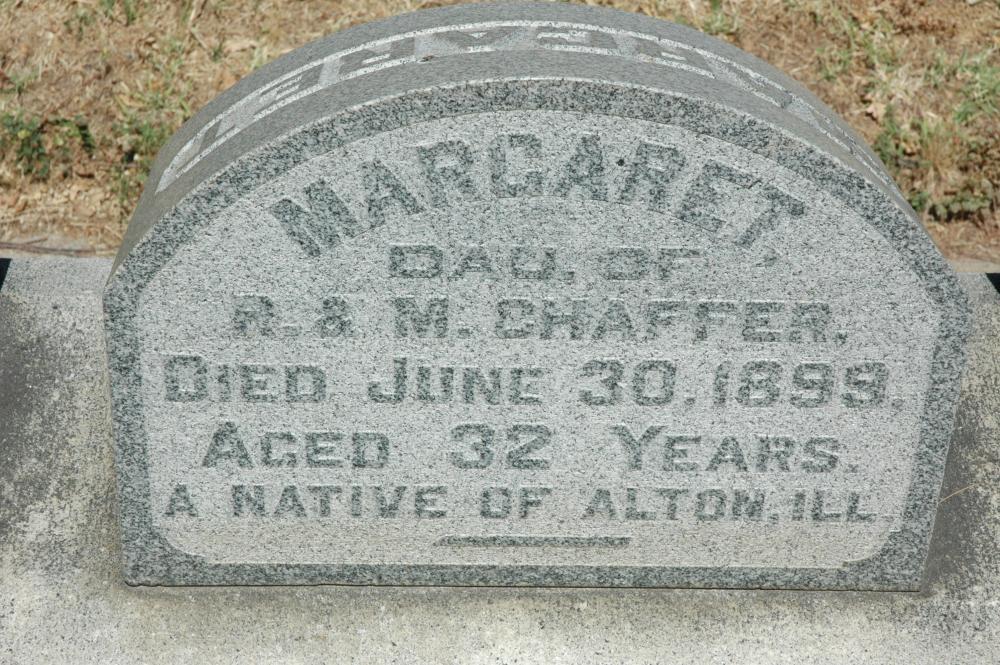 MARGARET,
DAU. OF
R. & M. CHAFFER,
DIED JUNE 30, 1899.
AGED 32 YEARS.
A NATIVE OF ALTON, ILL